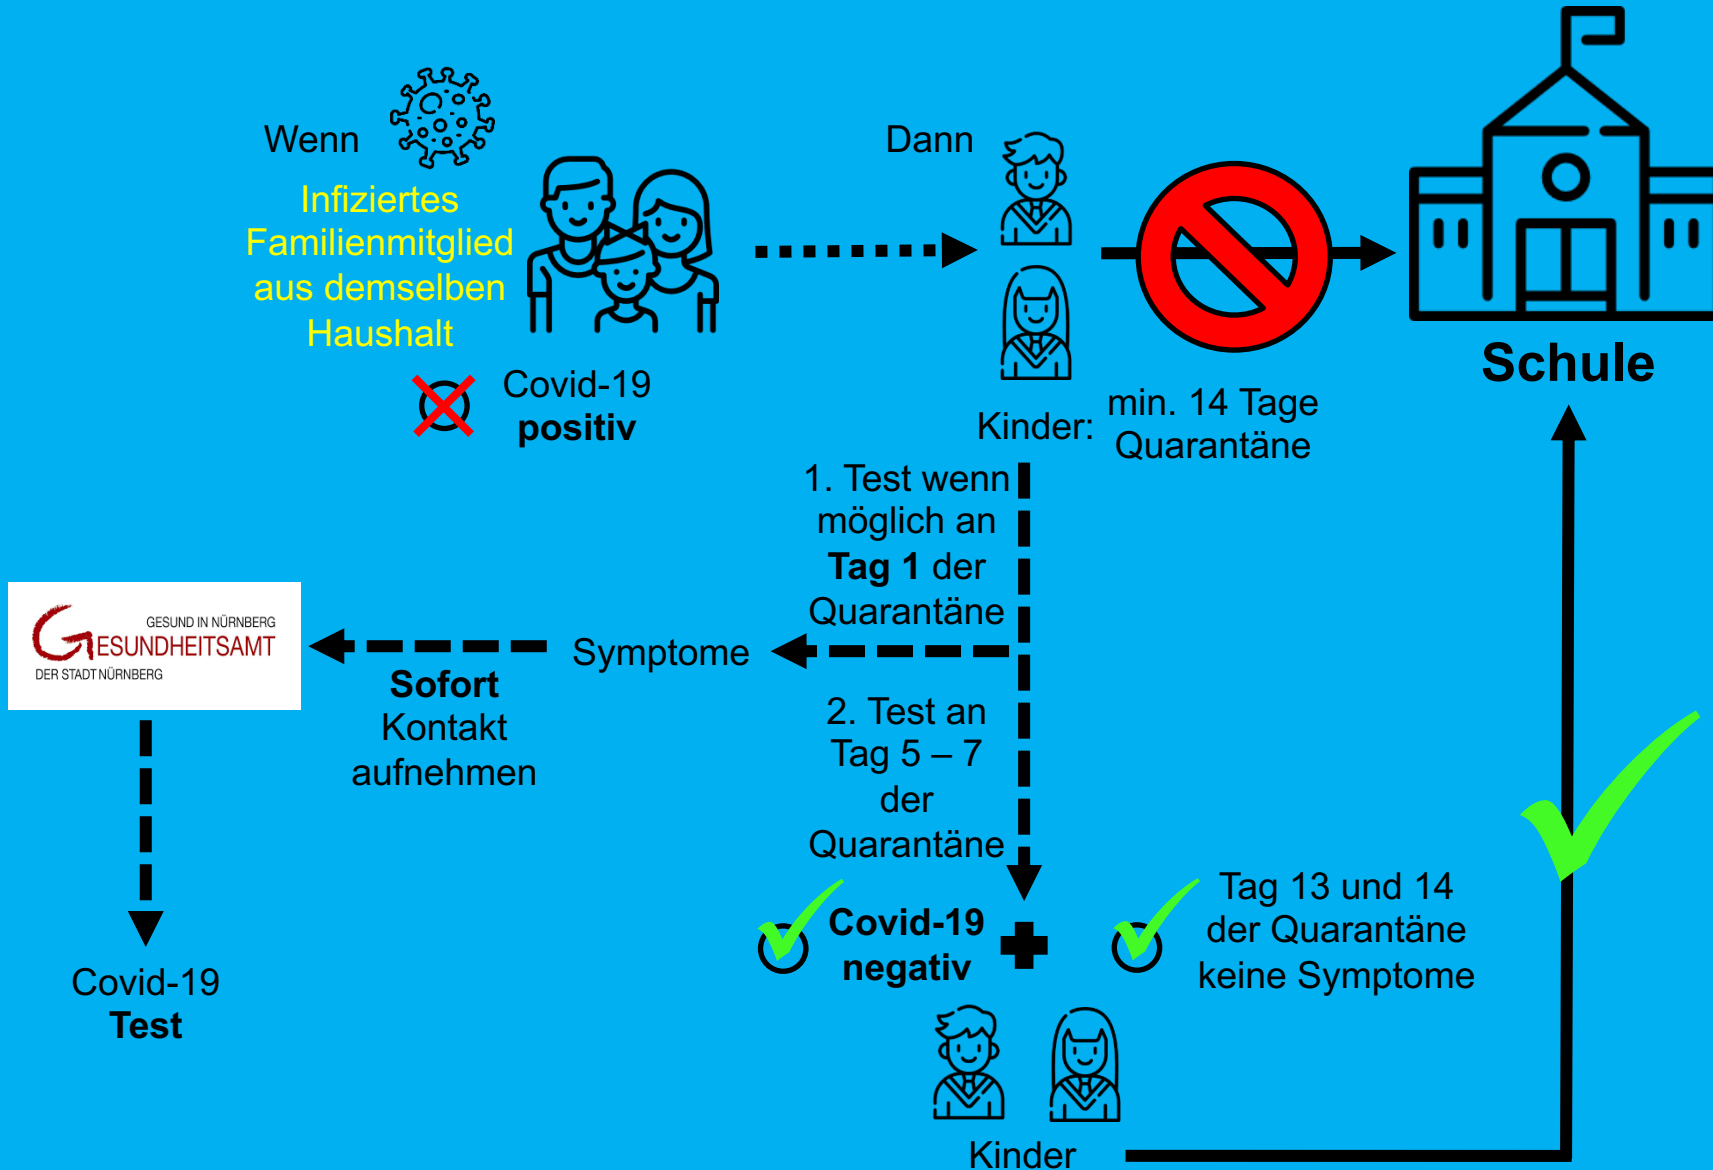 Wenn
Infiziertes
Familienmitglied
aus demselben
Haushalt
Covid-19
positiv
Dann
Kinder:
min. 14 Tage
Quarantäne
Schule
1. Test wenn
möglich an
Tag 1 der
Quarantäne
Symptome
Sofort
Kontakt
aufnehmen
GESUND IN NÜRNBERG
GESUNDHEITSAMT
DER STADT NÜRNBERG
Covid-19
Test
2. Test an
Tag 5 – 7
der
Quarantäne
Covid-19
negativ
Tag 13 und 14
der Quarantäne
keine Symptome
Kinder